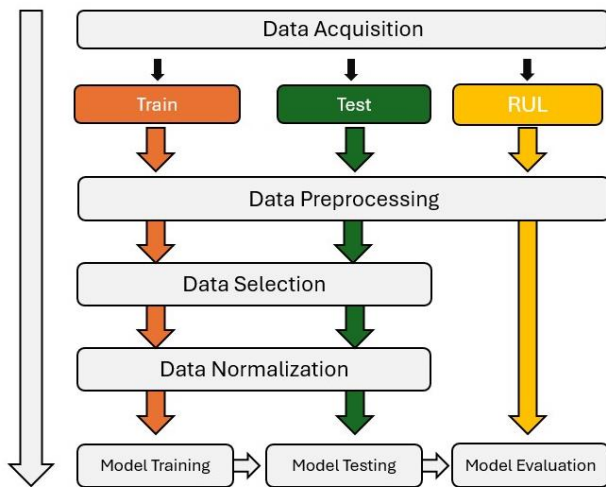 Data Acquisition
Train
Test
RUL
Data Preprocessing
Data Selection
Data Normalization
Model Training
Model Testing
Model Evaluation